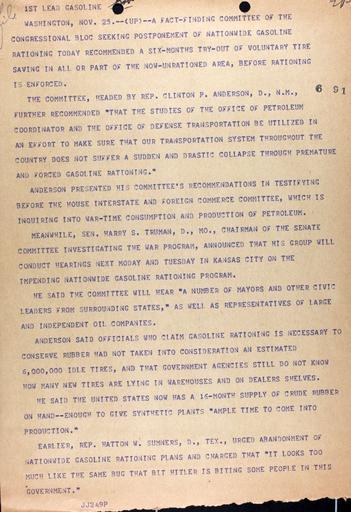 1ST LEAD GASOLINE
WASHINGTON, NOV. 25.--(UP)--A FACT-FINDING COMMITTEE OF THE
CONGRESSIONAL BLOC SEEKING POSTPONEMENT OF NATIONWIDE GASOLINE
RATIONING TODAY RECOMMENDED A SIX-MONTHS TRY-OUT OF VOLUNTARY TIRE
SAVING IN ALL OR PART OF THE NOW-UNRATIONED AREA, BEFORE RATIONING
IS ENFORCED.
6 91
THE COMMITTEE, HEADED BY REP. CLINTON P. ANDERSON, D., N.M.,
FURTHER RECOMMENDED "THAT THE STUDIES OF THE OFFICE OF PETROLEUM
COORDINATOR AND THE OFFICE OF DEFENSE TRANSPORTATION BE UTILIZED IN
AN EFFORT TO MAKE SURE THAT OUR TRANSPORTATION SYSTEM THROUGHOUT THE
COUNTRY DOES NOT SUFFER A SUDDEN AND DRASTIC COLLAPSE THROUGH PREMATURE
AND FORCED GASOLINE RATIONING."
ANDERSON PRESENTED HIS COMMITTEE'S RECOMMENDATIONS IN TESTIFYING
BEFORE THE HOUSE INTERSTATE AND FOREIGN COMMERCE COMMITTEE, WHICH IS
INQUIRING INTO WAR-TIME CONSUMPTION AND PRODUCTION OF PETROLEUM.
MEANWHILE, SEN. HARRY S. TRUMAN, D., MO., CHAIRMAN OF THE SENATE
COMMITTEE INVESTIGATING THE WAR PROGRAM, ANNOUNCED THAT HIS GROUP WILL
CONDUCT HEARINGS NEXT MODAY AND TUESDAY IN KANSAS CITY ON THE
IMPENDING NATIONWIDE GASOLINE RATIONING PROGRAM.
HE SAID THE COMMITTEE WILL HEAR "A NUMBER OF MAYORS AND OTHER CIVIC
LEADERS FROM SURROUNDING STATES," AS WELL AS REPRESENTATIVES OF LARGE
AND INDEPENDENT OIL COMPANIES.
ANDERSON SAID OFFICIALS WHO CLAIM GASOLINE RATIONING IS NECESSARY TO
CONSERVE RUBBER HAD NOT TAKEN INTO CONSIDERATION AN ESTIMATED
6,000,000 IDLE TIRES, AND THAT GOVERNMENT AGENCIES STILL DO NOT KNOW
HOW MANY NEW TIRES ARE LYING IN WAREHOUSES AND ON DEALERS SHELVES.
HE SAID THE UNITED STATES NOW HAS A 16-MONTH SUPPLY OF CRUDE RUBBER
ON HAND--ENOUGH TO GIVE SYNTHETIC PLANTS "AMPLE TIME TO COME INTO
PRODUCTION."
EARLIER, REP. HATTON W. SUMNERS, D., TEX., URGED ABANDONMENT OF
NATIONWIDE GASOLINE RATIONING PLANS AND CHARGED THAT "IT LOOKS TOO
MUCH LIKE THE SAME BUG THAT BIT HITLER IS BITING SOME PEOPLE IN THIS
GOVERNMENT."
JJ249P